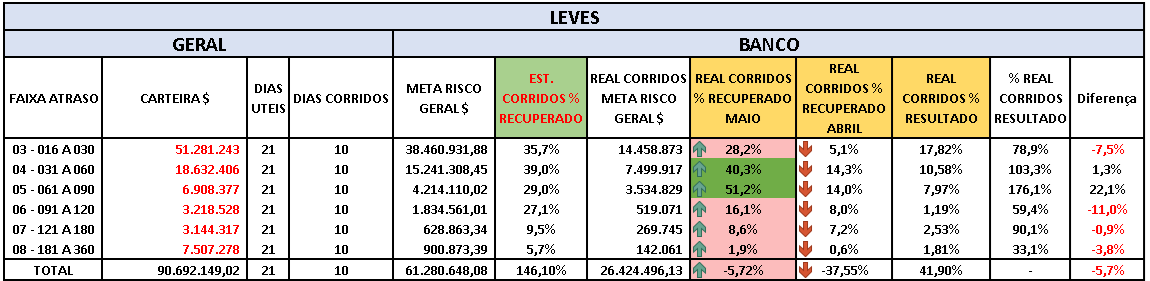 LEVES
GERAL BANCO
FAIXA ATRASO CARTEIRA $ DIAS UTEIS DIAS CORRIDOS META RISCO GERAL $ EST. CORRIDOS % RECUPERADO REAL CORRIDOS META RISCO GERAL $ REAL CORRIDOS % RECUPERADO MAIO REAL CORRIDOS % RECUPERADO ABRIL REAL CORRIDOS % RESULTADO % REAL CORRIDOS RESULTADO Diferença
03 - 016 A 030 51.281.243 21 10 38.460.931,88 35,7% 14.458.873 28,2% 5,1% 17,82% 78,9% -7,5%
04 - 031 A 060 18.632.406 21 10 15.241.308,45 39,0% 7.499.917 40,3% 14,3% 10,58% 103,3% 1,3%
05 - 061 A 090 6.908.377 21 10 4.214.110,02 29,0% 3.534.829 51,2% 14,0% 7,97% 176,1% 22,1%
06 - 091 A 120 3.218.528 21 10 1.834.561,01 27,1% 519.071 16,1% 8,0% 1,19% 59,4% -11,0%
07 - 121 A 180 3.144.317 21 10 628.863,34 9,5% 269.745 8,6% 7,2% 2,53% 90,1% -0,9%
08 - 181 A 360 7.507.278 21 10 900.873,39 5,7% 142.061 1,9% 0,6% 1,81% 33,1% -3,8%
TOTAL 90.692.149,02 21 10 61.280.648,08 146,10% 26.424.496,13 -5,72% -37,55% 41,90% - -5,7%